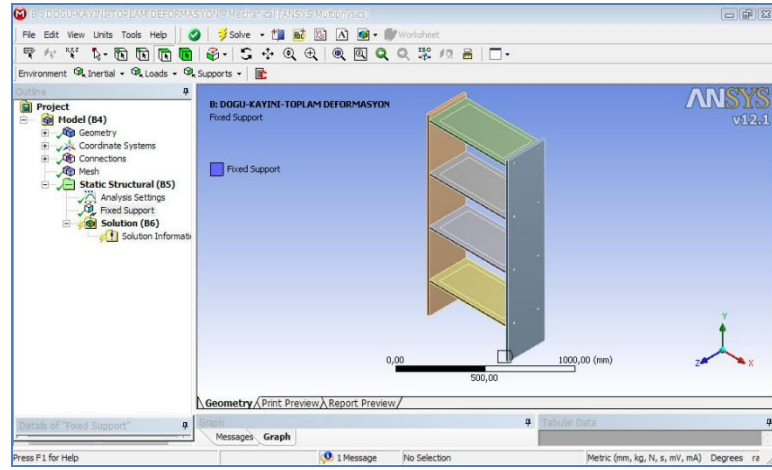 B : DOGU-KAYINI-TOPLAM DEFORMASYON - Mechanical [ANSYS Multiphysics]
File Edit View Units Tools Help Solve Worksheet
Environment Inertial Loads Supports
Outline
Project
Model (B4)
Geometry
Coordinate Systems
Connections
Mesh
Static Structural (B5)
Analysis Settings
Fixed Support
Solution (B6)
Solution Informati
B: DOGU-KAYINI-TOPLAM DEFORMASYON
Fixed Support
Fixed Support
ANSYS
v12.1
0,00
1000,00 (mm)
500,00
Y
Z
X
Geometry Print Preview Report Preview
Details of "Fixed Support"
Graph
Tabular Data
Messages Graph
Press F1 for Help
1 Message
No Selection
Metric (mm, kg, N, s, mV, mA) Degrees ra